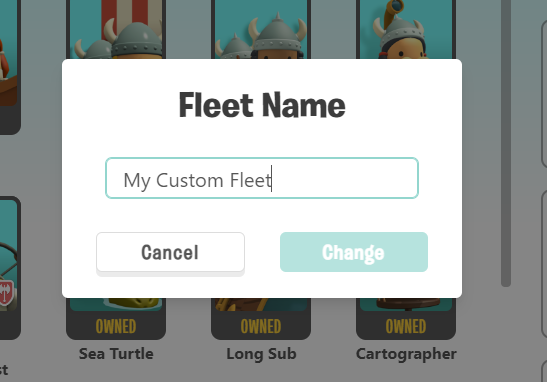 Fleet Name
My Custom Fleet
Cancel
Change
OWNED
OWNED
OWNED
Sea Turtle
Long Sub
Cartographer
st